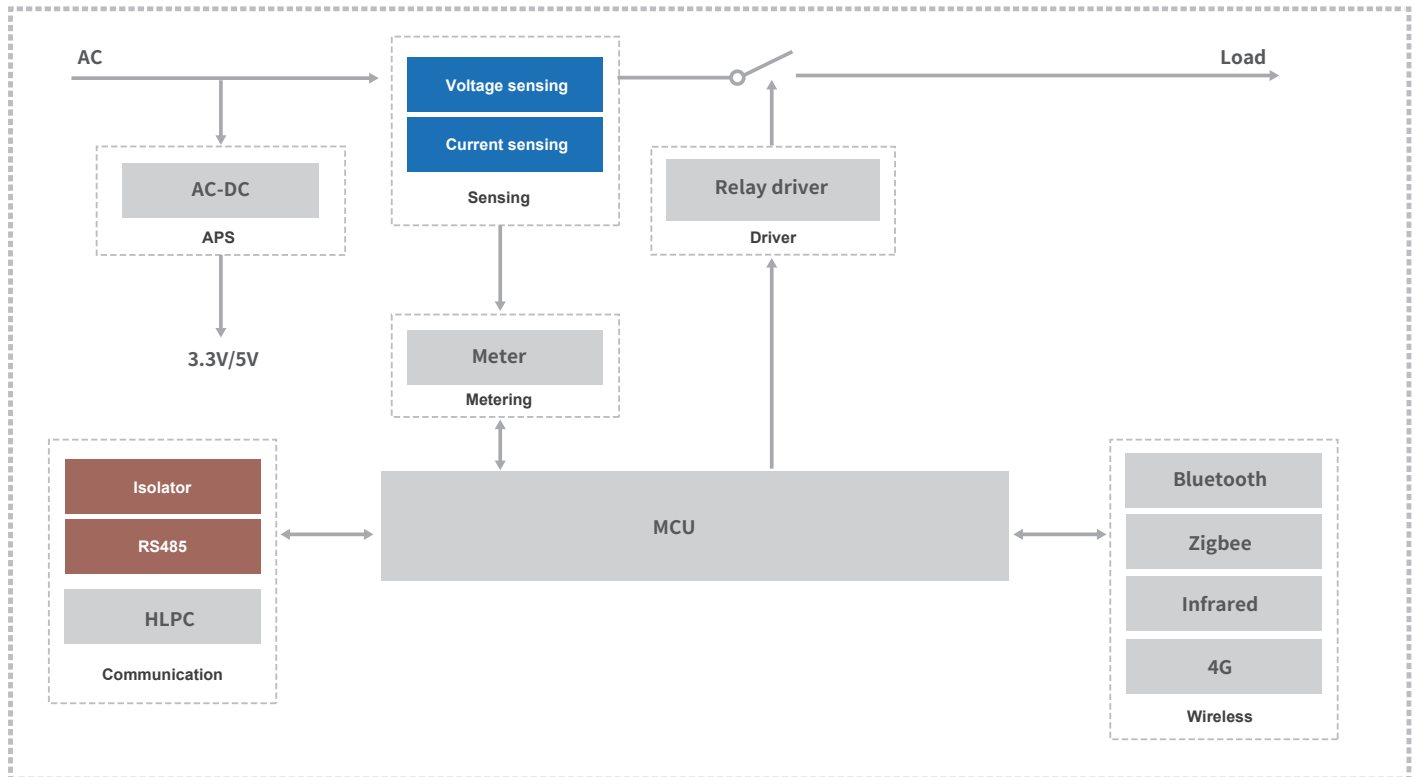 AC
Load
Voltage sensing
Current sensing
Sensing
AC-DC
APS
3.3V/5V
Relay driver
Driver
Meter
Metering
Isolator
RS485
HLPC
Communication
MCU
Bluetooth
Zigbee
Infrared
4G
Wireless